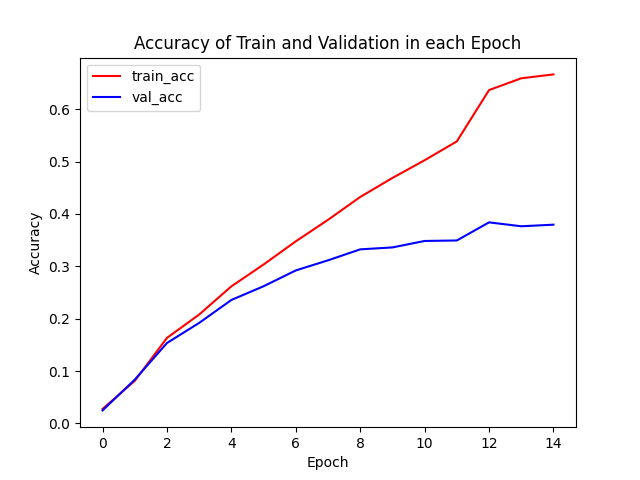 Accuracy of Train and Validation in each Epoch
train_acc
val_acc
0.6
0.5
0.4
0.3
0.2
0.1
0.0
Accuracy
0 2 4 6 8 10 12 14
Epoch